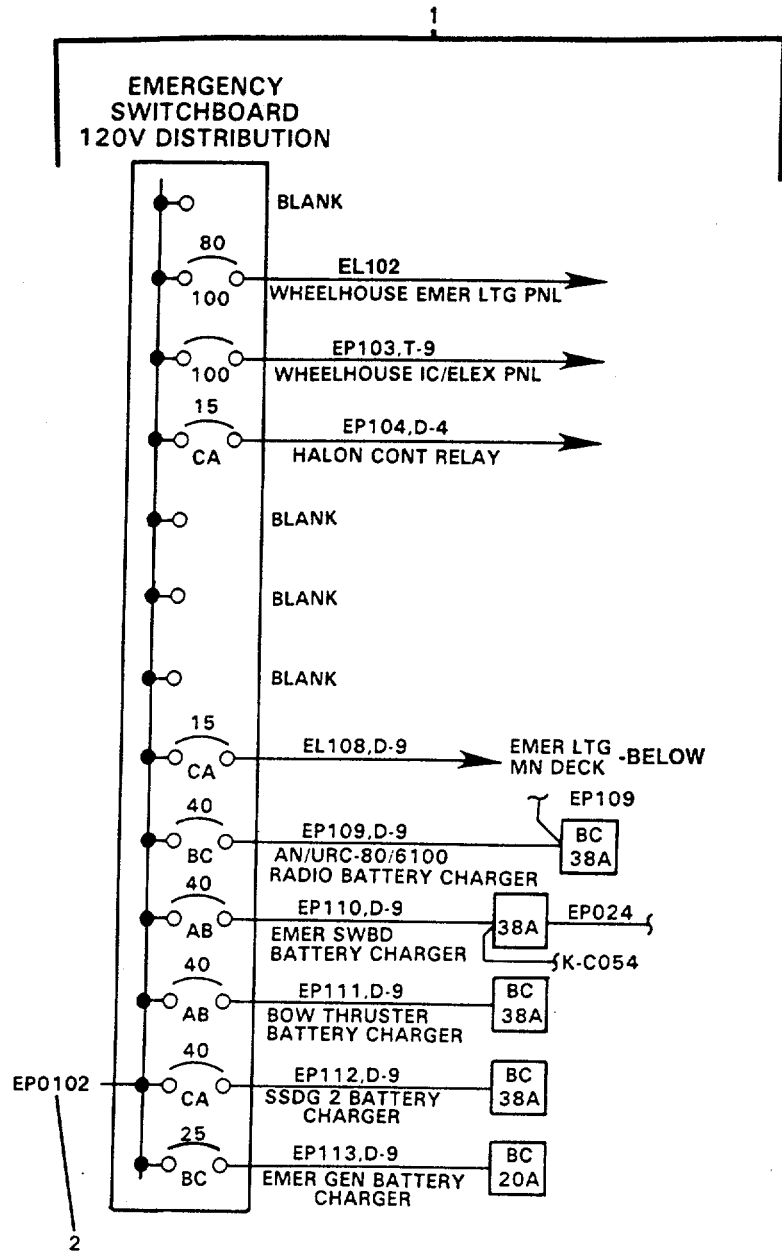 1
EMERGENCY
SWITCHBOARD
120V DISTRIBUTION
BLANK
80
EL102
100
WHEELHOUSE EMER LTG PNL
EP103,T-9
100
WHEELHOUSE IC/ELEX PNL
15
EP104,D-4
CA
HALON CONT RELAY
BLANK
BLANK
BLANK
15
EL108,D-9
EMER LTG
MN DECK -BELOW
CA
EP109
40
EP109,D-9
BC
38A
BC
AN/URC-80/6100
RADIO BATTERY CHARGER
40
EP110,D-9
38A
EP024
AB
EMER SWBD
BATTERY CHARGER
K-C054
40
EP111,D-9
BC
38A
AB
BOW THRUSTER
BATTERY CHARGER
40
EP0102
EP112,D-9
BC
38A
CA
SSDG 2 BATTERY
CHARGER
25
EP113,D-9
BC
20A
BC
EMER GEN BATTERY
CHARGER
2